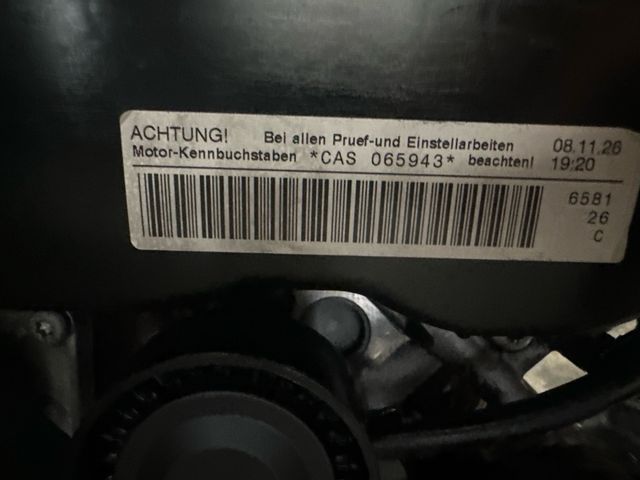 ACHTUNG! Bei allen Pruef-und Einstellarbeiten 08.11.26
Motor-Kennbuchstaben *CAS 065943* beachten! 19:20
6581
26
C